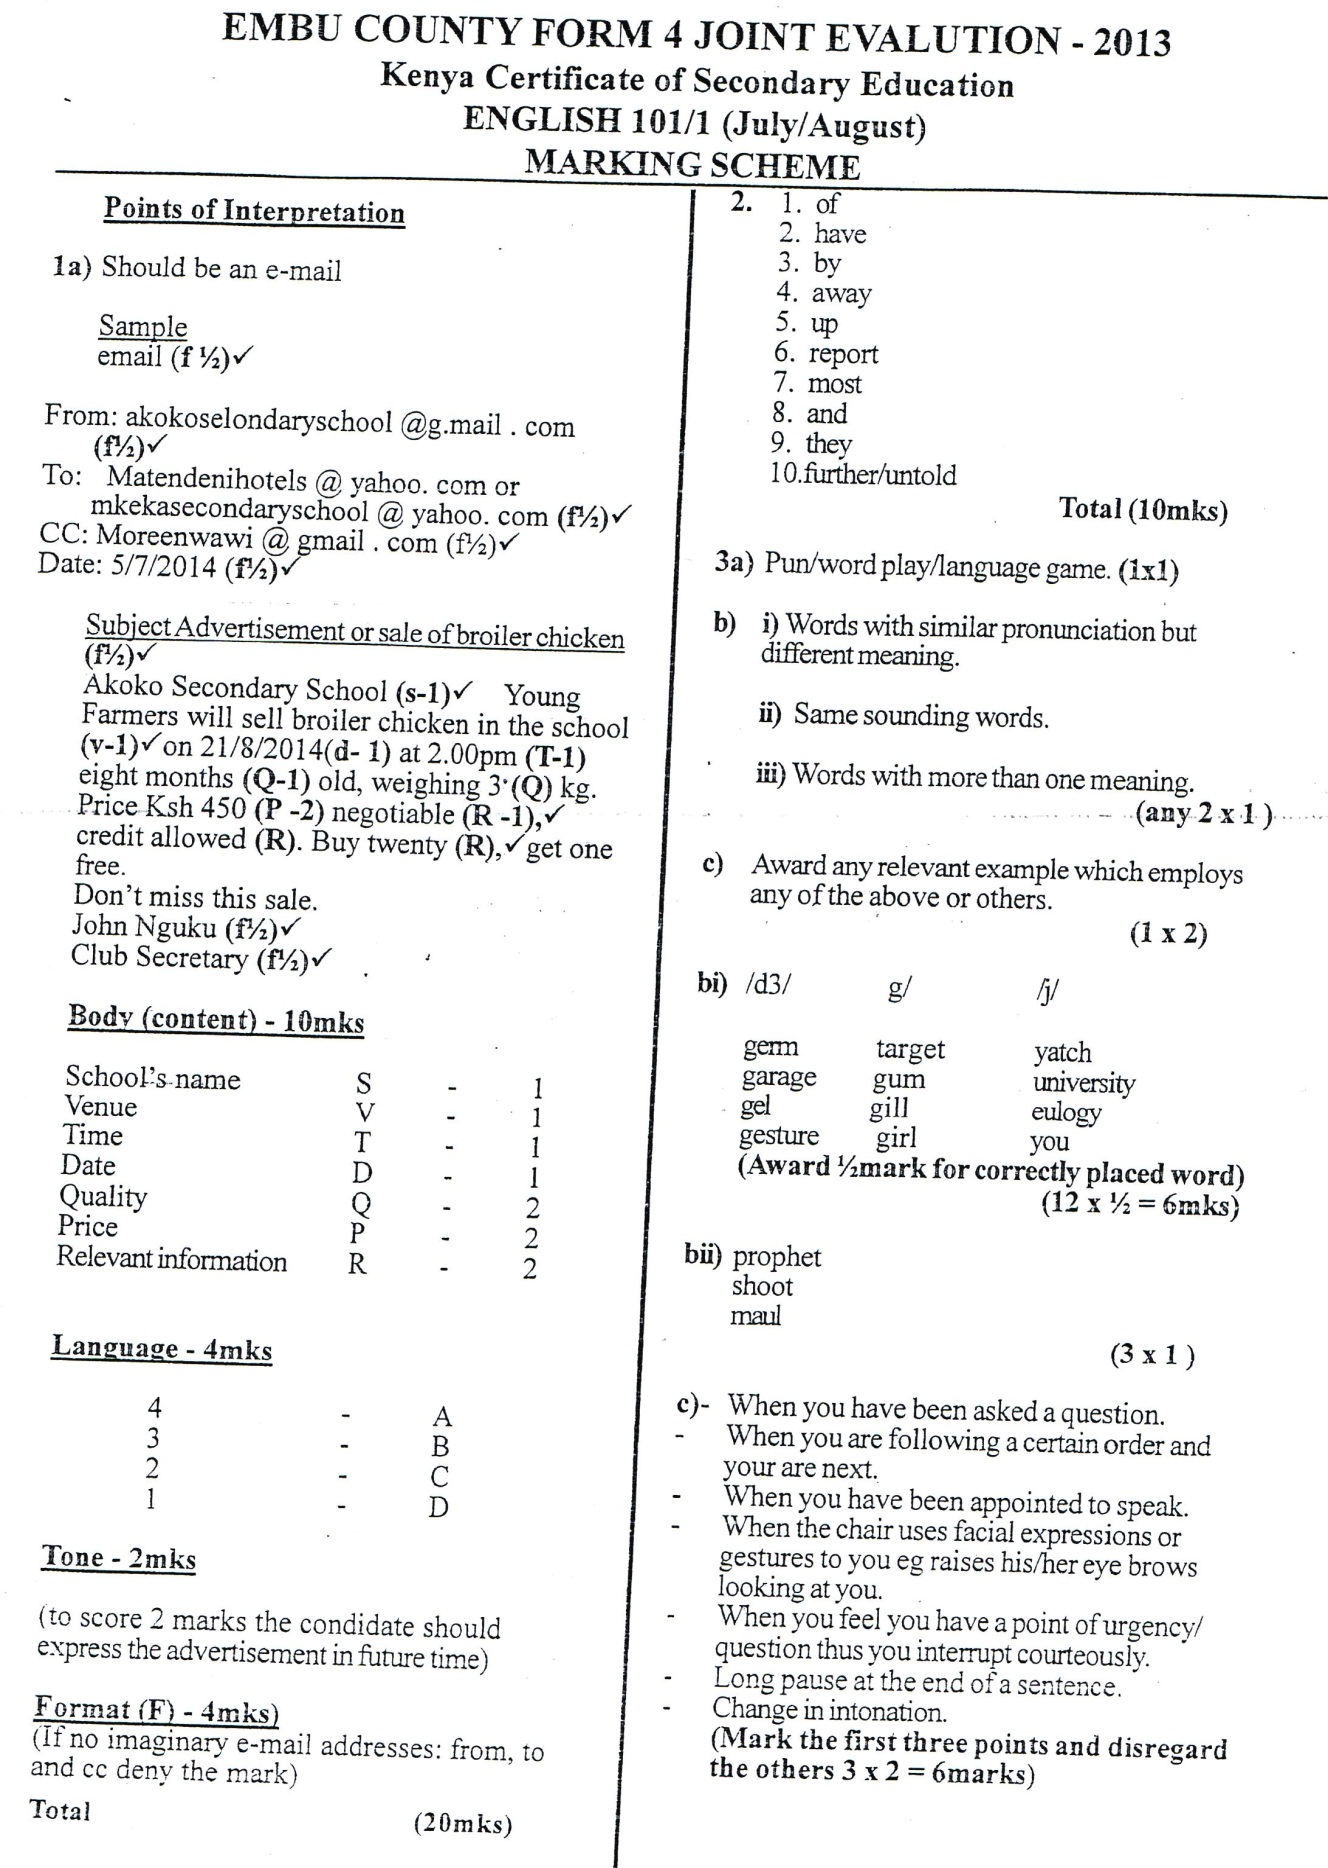 EMBU COUNTY FORM 4 JOINT EVALUTION - 2013
Kenya Certificate of Secondary Education
ENGLISH 101/1 (July/August)
MARKING SCHEME
Points of Interpretation
1a) Should be an e-mail
Sample
email (f ½)✓
From: akokoselondaryschool @g.mail . com
(f½)✓
To: Matendenihotels @ yahoo. com or
mkekasecondaryschool @ yahoo. com (f½)✓
CC: Moreenwawi @ gmail . com (f½)✓
Date: 5/7/2014 (f½)✓
Subject Advertisement or sale of broiler chicken
(f½)✓
Akoko Secondary School (s-1)✓ Young
Farmers will sell broiler chicken in the school
(v-1)✓ on 21/8/2014(d- 1) at 2.00pm (T-1)
eight months (Q-1) old, weighing 3 (Q) kg.
Price Ksh 450 (P -2) negotiable (R -1),✓
credit allowed (R). Buy twenty (R),✓ get one
free.
Don't miss this sale.
John Nguku (f½)✓
Club Secretary (f½)✓
Body (content) - 10mks
School's name S - 1
Venue V - 1
Time T - 1
Date D - 1
Quality Q - 2
Price P - 2
Relevant information R - 2
Language - 4mks
4 - A
3 - B
2 - C
1 - D
Tone - 2mks
(to score 2 marks the condidate should
express the advertisement in future time)
Format (F) - 4mks)
(If no imaginary e-mail addresses: from, to
and cc deny the mark)
Total (20mks)
2. 1. of
2. have
3. by
4. away
5. up
6. report
7. most
8. and
9. they
10.further/untold
Total (10mks)
3a) Pun/word play/language game. (1x1)
b) i) Words with similar pronunciation but
different meaning.
ii) Same sounding words.
iii) Words with more than one meaning.
(any 2 x 1 )
c) Award any relevant example which employs
any of the above or others.
(1 x 2)
bi) /d3/ g/ /j/
germ target yatch
garage gum university
gel gill eulogy
gesture girl you
(Award ½mark for correctly placed word)
(12 x ½ = 6mks)
bii) prophet
shoot
maul
(3 x 1 )
c)- When you have been asked a question.
- When you are following a certain order and
your are next.
- When you have been appointed to speak.
- When the chair uses facial expressions or
gestures to you eg raises his/her eye brows
looking at you.
- When you feel you have a point of urgency/
question thus you interrupt courteously.
- Long pause at the end of a sentence.
- Change in intonation.
(Mark the first three points and disregard
the others 3 x 2 = 6marks)